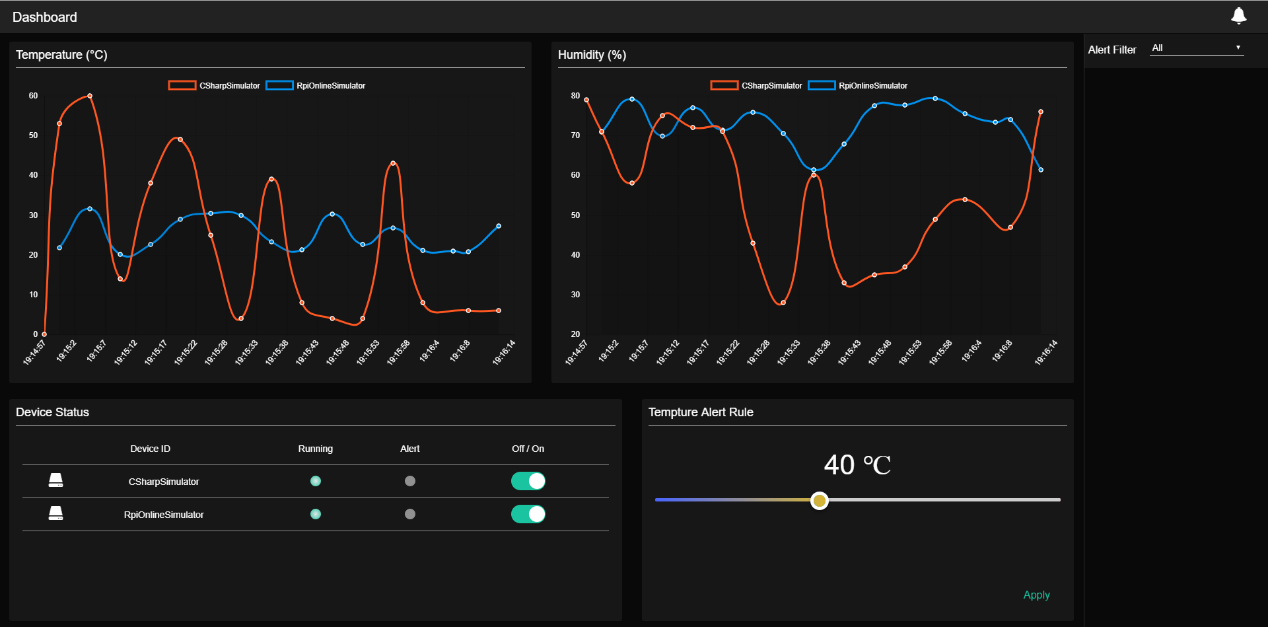 Dashboard
Temperature (°C)
CSharpSimulator RpiOnlineSimulator
60
50
40
30
20
10
0
19:14:57 19:15:2 19:15:7 19:15:12 19:15:17 19:15:22 19:15:28 19:15:33 19:15:38 19:15:43 19:15:48 19:15:53 19:15:58 19:16:4 19:16:8 19:16:14
Humidity (%)
CSharpSimulator RpiOnlineSimulator
80
70
60
50
40
30
20
19:14:57 19:15:2 19:15:7 19:15:12 19:15:17 19:15:22 19:15:28 19:15:33 19:15:38 19:15:43 19:15:48 19:15:53 19:15:58 19:16:4 19:16:8 19:16:14
Alert Filter All
Device Status
Device ID Running Alert Off / On
CSharpSimulator
RpiOnlineSimulator
Tempture Alert Rule
40 ℃
Apply